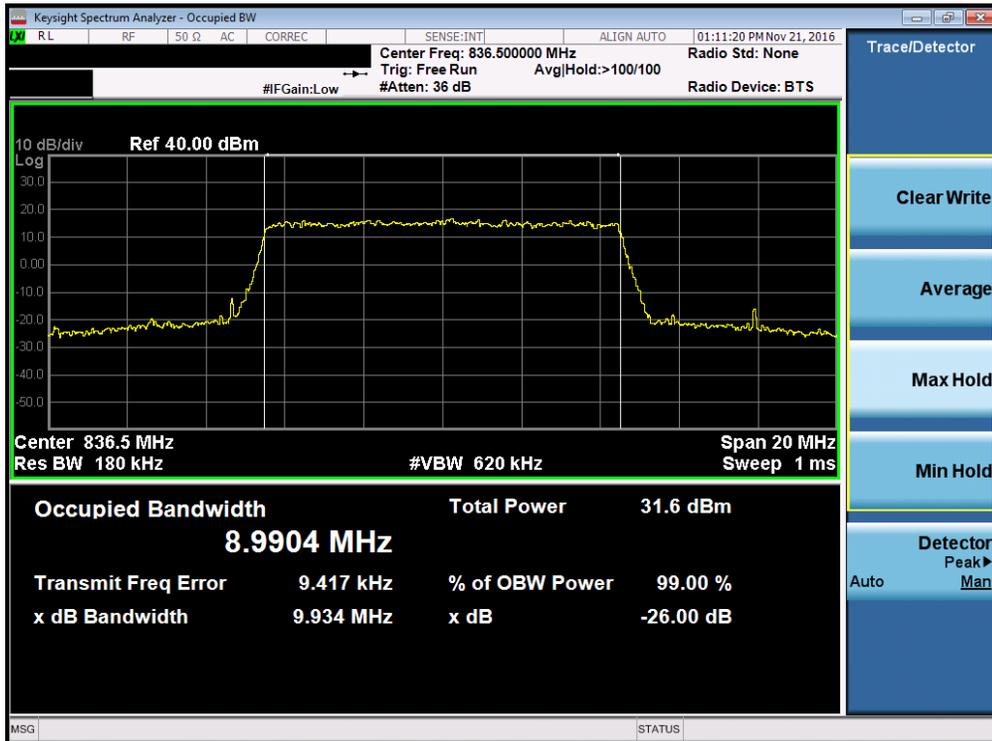 Keysight Spectrum Analyzer - Occupied BW
LXI RL RF 50 Ω AC CORREC SENSE:INT ALIGN AUTO 01:11:20 PM Nov 21, 2016
Center Freq: 836.500000 MHz Radio Std: None
Trig: Free Run Avg|Hold:>100/100
#IFGain:Low #Atten: 36 dB Radio Device: BTS
10 dB/div Ref 40.00 dBm
Log
30.0
20.0
10.0
0.00
-10.0
-20.0
-30.0
-40.0
-50.0
Center 836.5 MHz Span 20 MHz
Res BW 180 kHz #VBW 620 kHz Sweep 1 ms
Occupied Bandwidth Total Power 31.6 dBm
8.9904 MHz
Transmit Freq Error 9.417 kHz % of OBW Power 99.00 %
x dB Bandwidth 9.934 MHz x dB -26.00 dB
Trace/Detector
Clear Write
Average
Max Hold
Min Hold
Detector
Peak▶
Auto Man
MSG STATUS